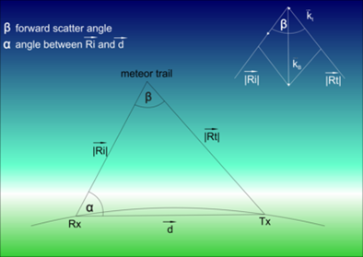 β forward scatter angle
α angle between Ri and d
β
|Ri|
|Rt|
meteor trail
β
|Ri|
|Rt|
α
Rx
d
Tx